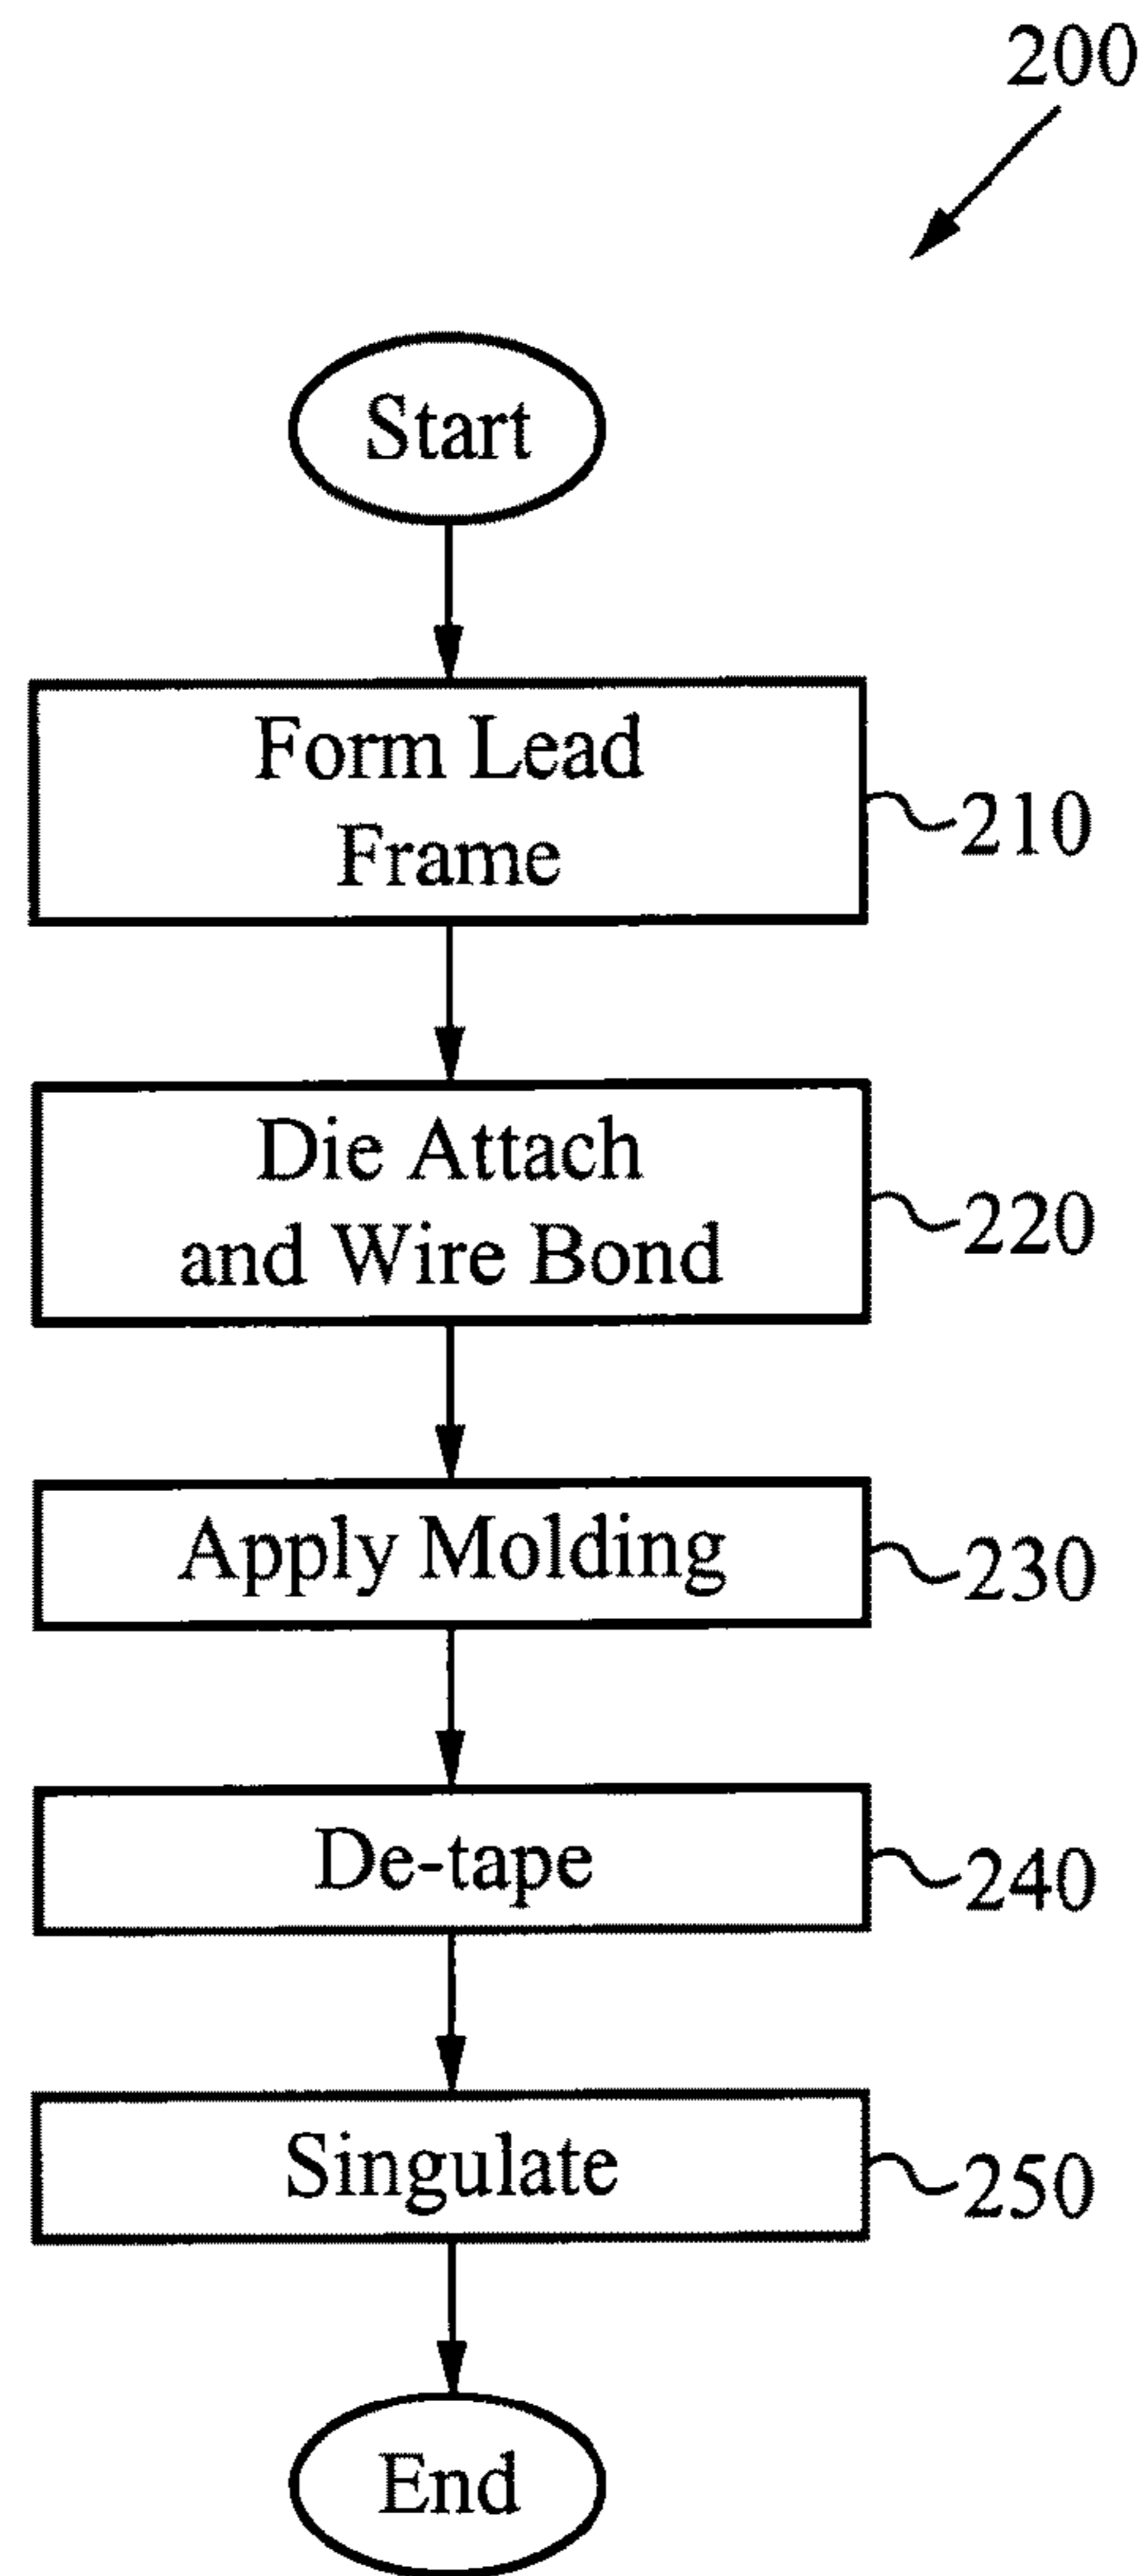 200
Start
Form Lead
Frame
210
Die Attach
and Wire Bond
220
Apply Molding
230
De-tape
240
Singulate
250
End